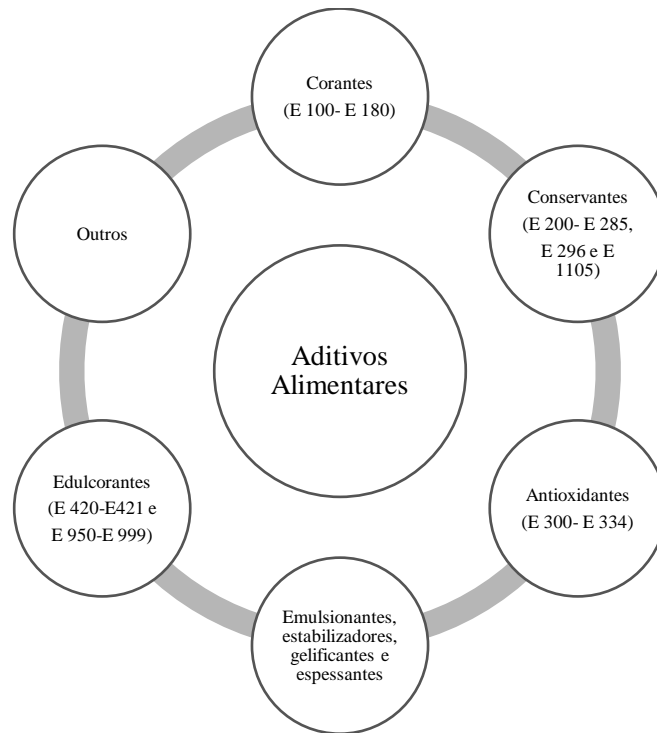 Corantes
(E 100- E 180)
Conservantes
(E 200- E 285,
E 296 e E
1105)
Outros
Aditivos
Alimentares
Edulcorantes
(E 420-E421 e
E 950-E 999)
Antioxidantes
(E 300- E 334)
Emulsionantes,
estabilizadores,
gelificantes e
espessantes